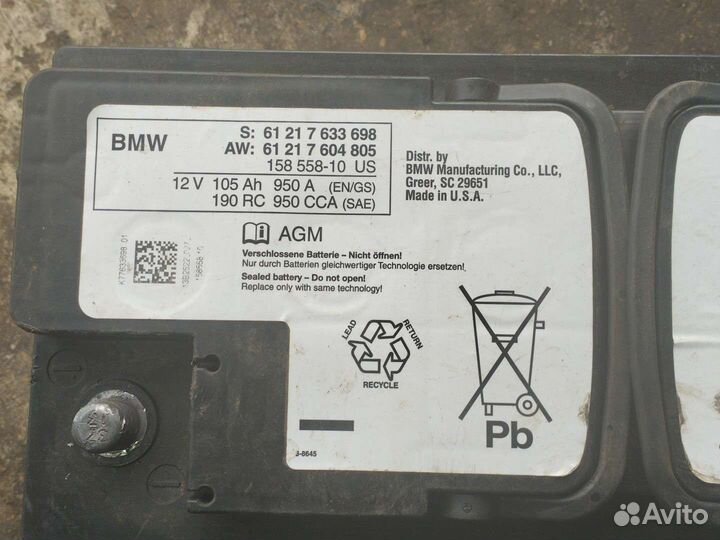 BMW
S: 61 21 7 633 698
AW: 61 21 7 604 805
158 558-10 US
12 V 105 Ah 950 A (EN/GS)
190 RC 950 CCA (SAE)
Distr. by
BMW Manufacturing Co., LLC,
Greer, SC 29651
Made in U.S.A.
AGM
Verschlossene Batterie – Nicht öffnen!
Nur durch Batterien gleichwertiger Technologie ersetzen!
Sealed battery – Do not open!
Replace only with same technology!
K77633698 01
LEAD
RETURN
RECYCLE
Pb
Avito